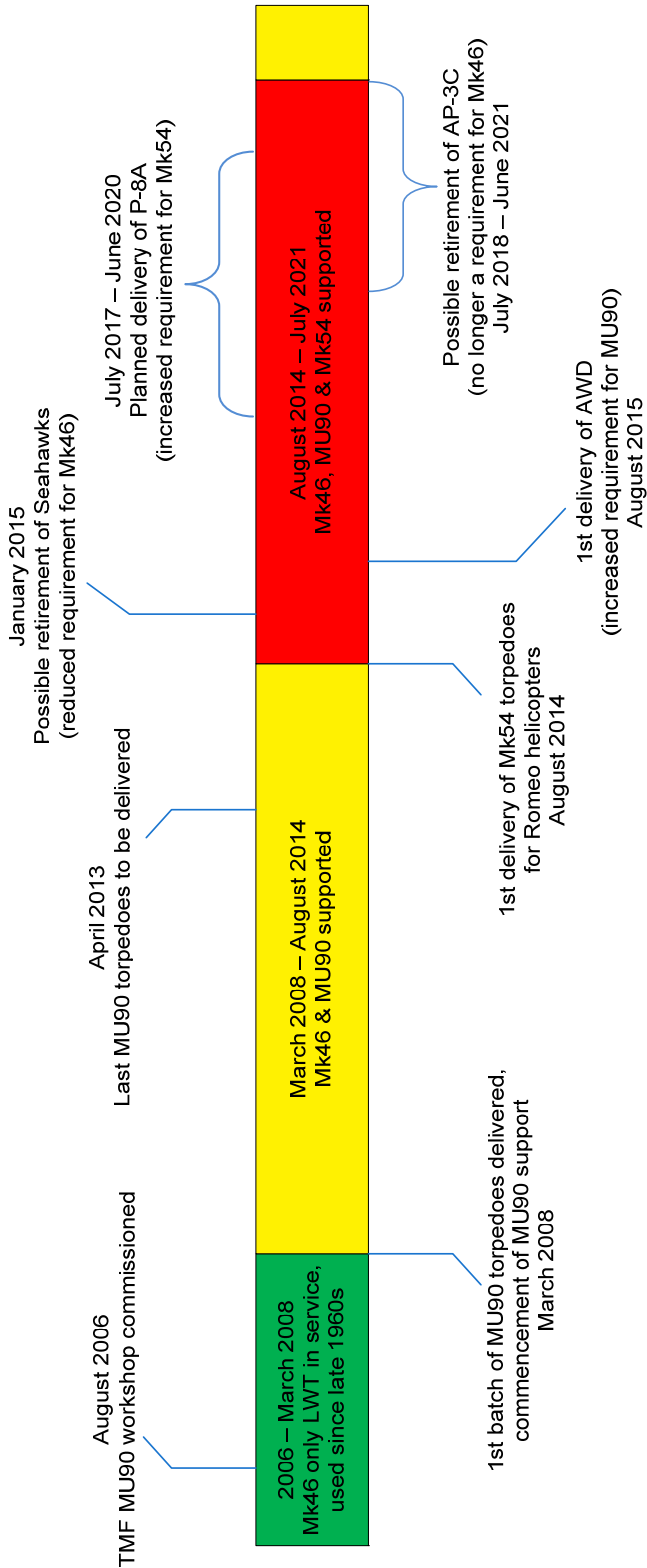 August 2006
TMF MU90 workshop commissioned
April 2013
Last MU90 torpedoes to be delivered
January 2015
Possible retirement of Seahawks
(reduced requirement for Mk46)
July 2017 – June 2020
Planned delivery of P-8A
(increased requirement for Mk54)
2006 – March 2008
Mk46 only LWT in service,
used since late 1960s
March 2008 – August 2014
Mk46 & MU90 supported
August 2014 – July 2021
Mk46, MU90 & Mk54 supported
1st batch of MU90 torpedoes delivered,
commencement of MU90 support
March 2008
1st delivery of Mk54 torpedoes
for Romeo helicopters
August 2014
1st delivery of AWD
(increased requirement for MU90)
August 2015
Possible retirement of AP-3C
(no longer a requirement for Mk46)
July 2018 – June 2021